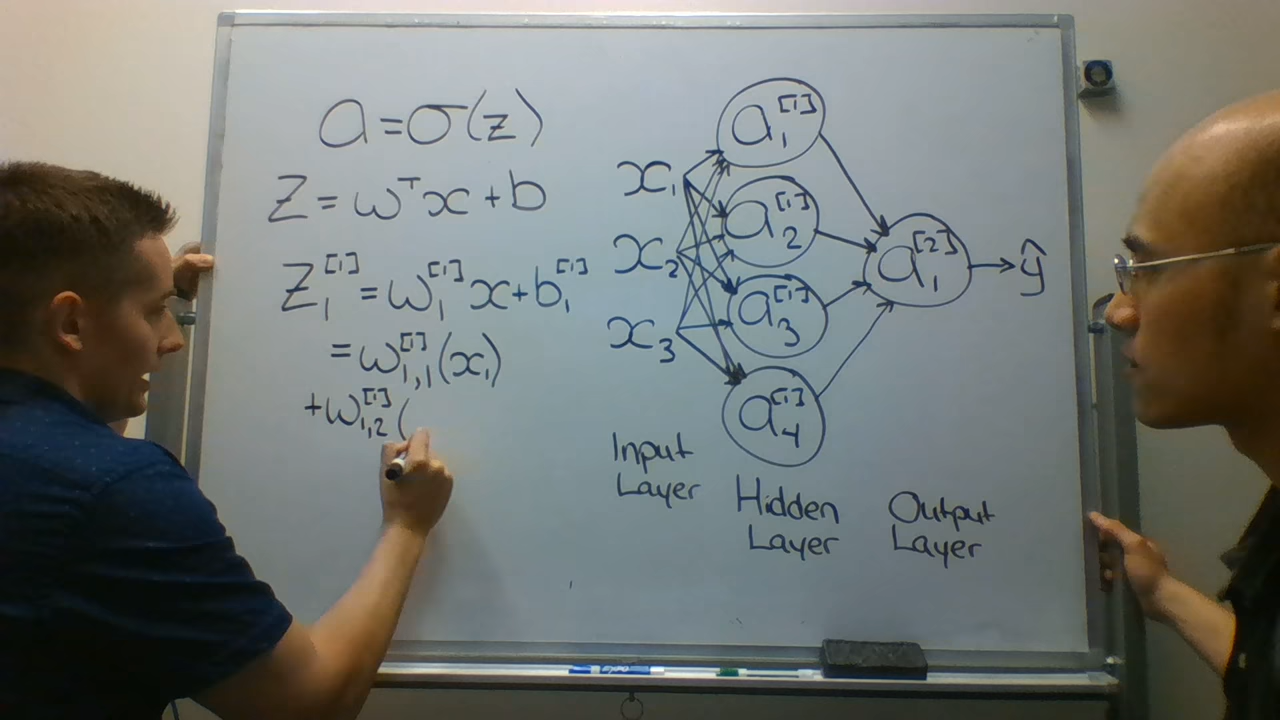 a = σ(z)
z = wᵀx + b
z₁^[1] = w₁^[1] x + b₁^[1]
= w₁,₁^[1] (x₁)
+ w₁,₂^[1] (
x₁
x₂
x₃
a₁^[1]
a₂^[1]
a₃^[1]
a₄^[1]
a₁^[2]
ŷ
Input
Layer
Hidden
Layer
Output
Layer
EXPO